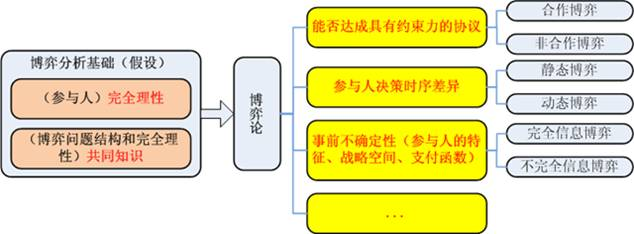 博弈分析基础（假设）
（参与人）完全理性
（博弈问题结构和完全理
性）共同知识
博弈论
能否达成具有约束力的协议
合作博弈
非合作博弈
参与人决策时序差异
静态博弈
动态博弈
事前不确定性（参与人的特
征、战略空间、支付函数）
完全信息博弈
不完全信息博弈
...